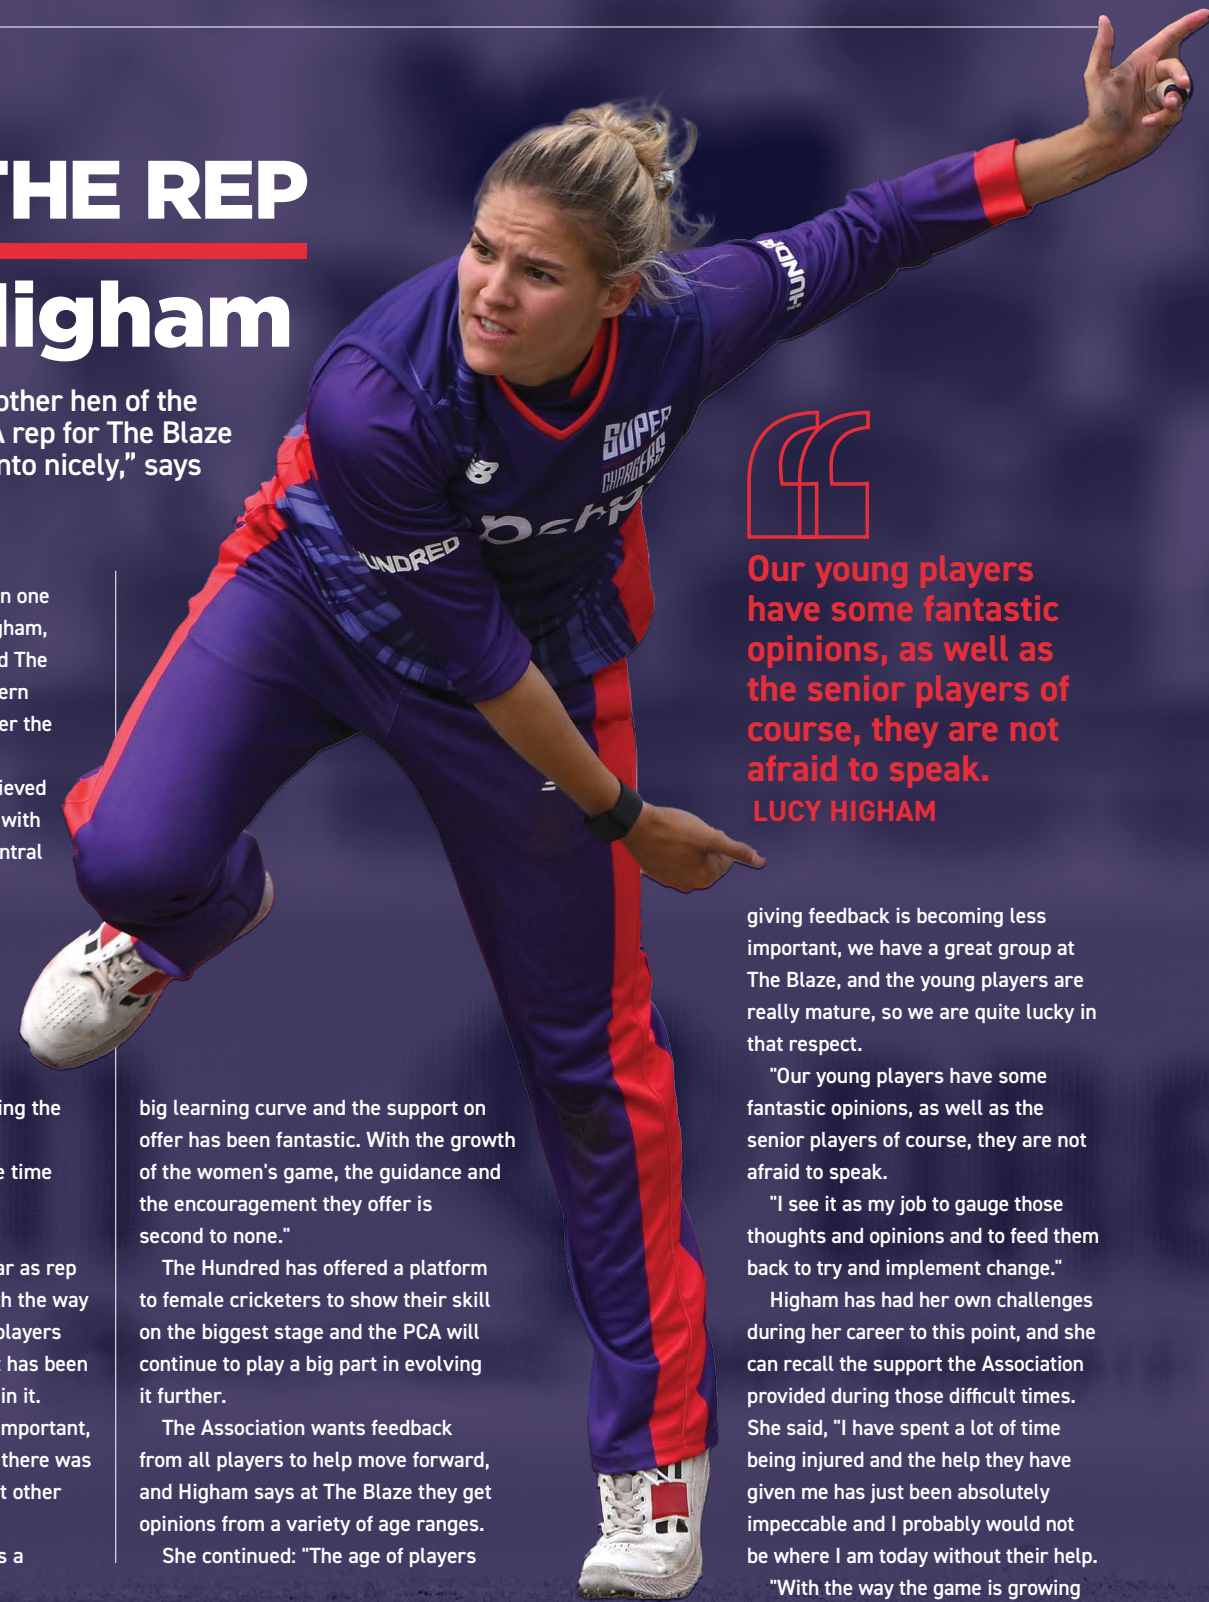 THE REP
Higham
other hen of the
A rep for The Blaze
nto nicely,” says
n one
gham,
d The
ern
er the
ieved
with
ntral
ing the
e time
ar as rep
h the way
players
t has been
in it.
mportant,
there was
t other
s a
big learning curve and the support on
offer has been fantastic. With the growth
of the women's game, the guidance and
the encouragement they offer is
second to none."
The Hundred has offered a platform
to female cricketers to show their skill
on the biggest stage and the PCA will
continue to play a big part in evolving
it further.
The Association wants feedback
from all players to help move forward,
and Higham says at The Blaze they get
opinions from a variety of age ranges.
She continued: "The age of players
HUNDR
SUPER
CHARGERS
UNDRED
Our young players
have some fantastic
opinions, as well as
the senior players of
course, they are not
afraid to speak.
LUCY HIGHAM
giving feedback is becoming less
important, we have a great group at
The Blaze, and the young players are
really mature, so we are quite lucky in
that respect.
"Our young players have some
fantastic opinions, as well as the
senior players of course, they are not
afraid to speak.
"I see it as my job to gauge those
thoughts and opinions and to feed them
back to try and implement change."
Higham has had her own challenges
during her career to this point, and she
can recall the support the Association
provided during those difficult times.
She said, "I have spent a lot of time
being injured and the help they have
given me has just been absolutely
impeccable and I probably would not
be where I am today without their help.
"With the way the game is growing